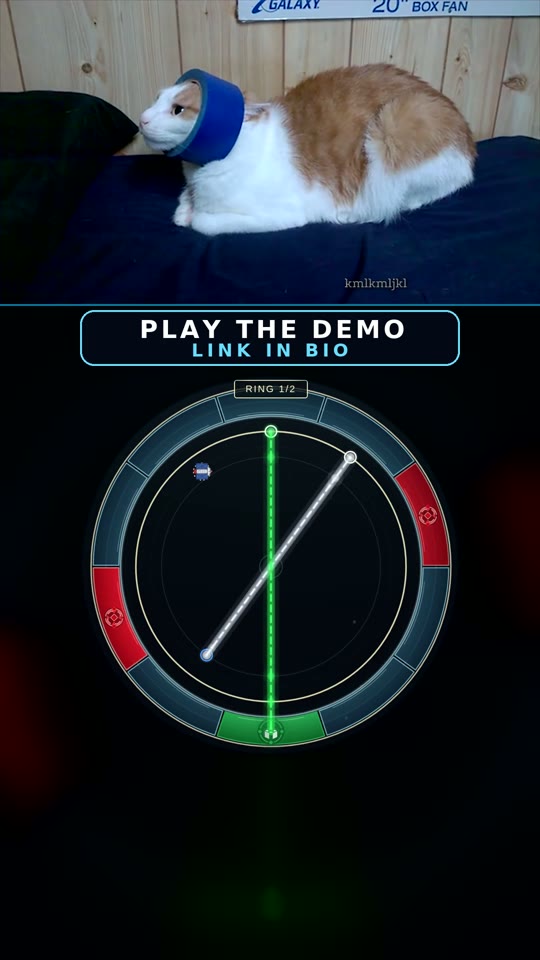 GALAXY 20" BOX FAN
kmlkmljkl
PLAY THE DEMO
LINK IN BIO
RING 1/2